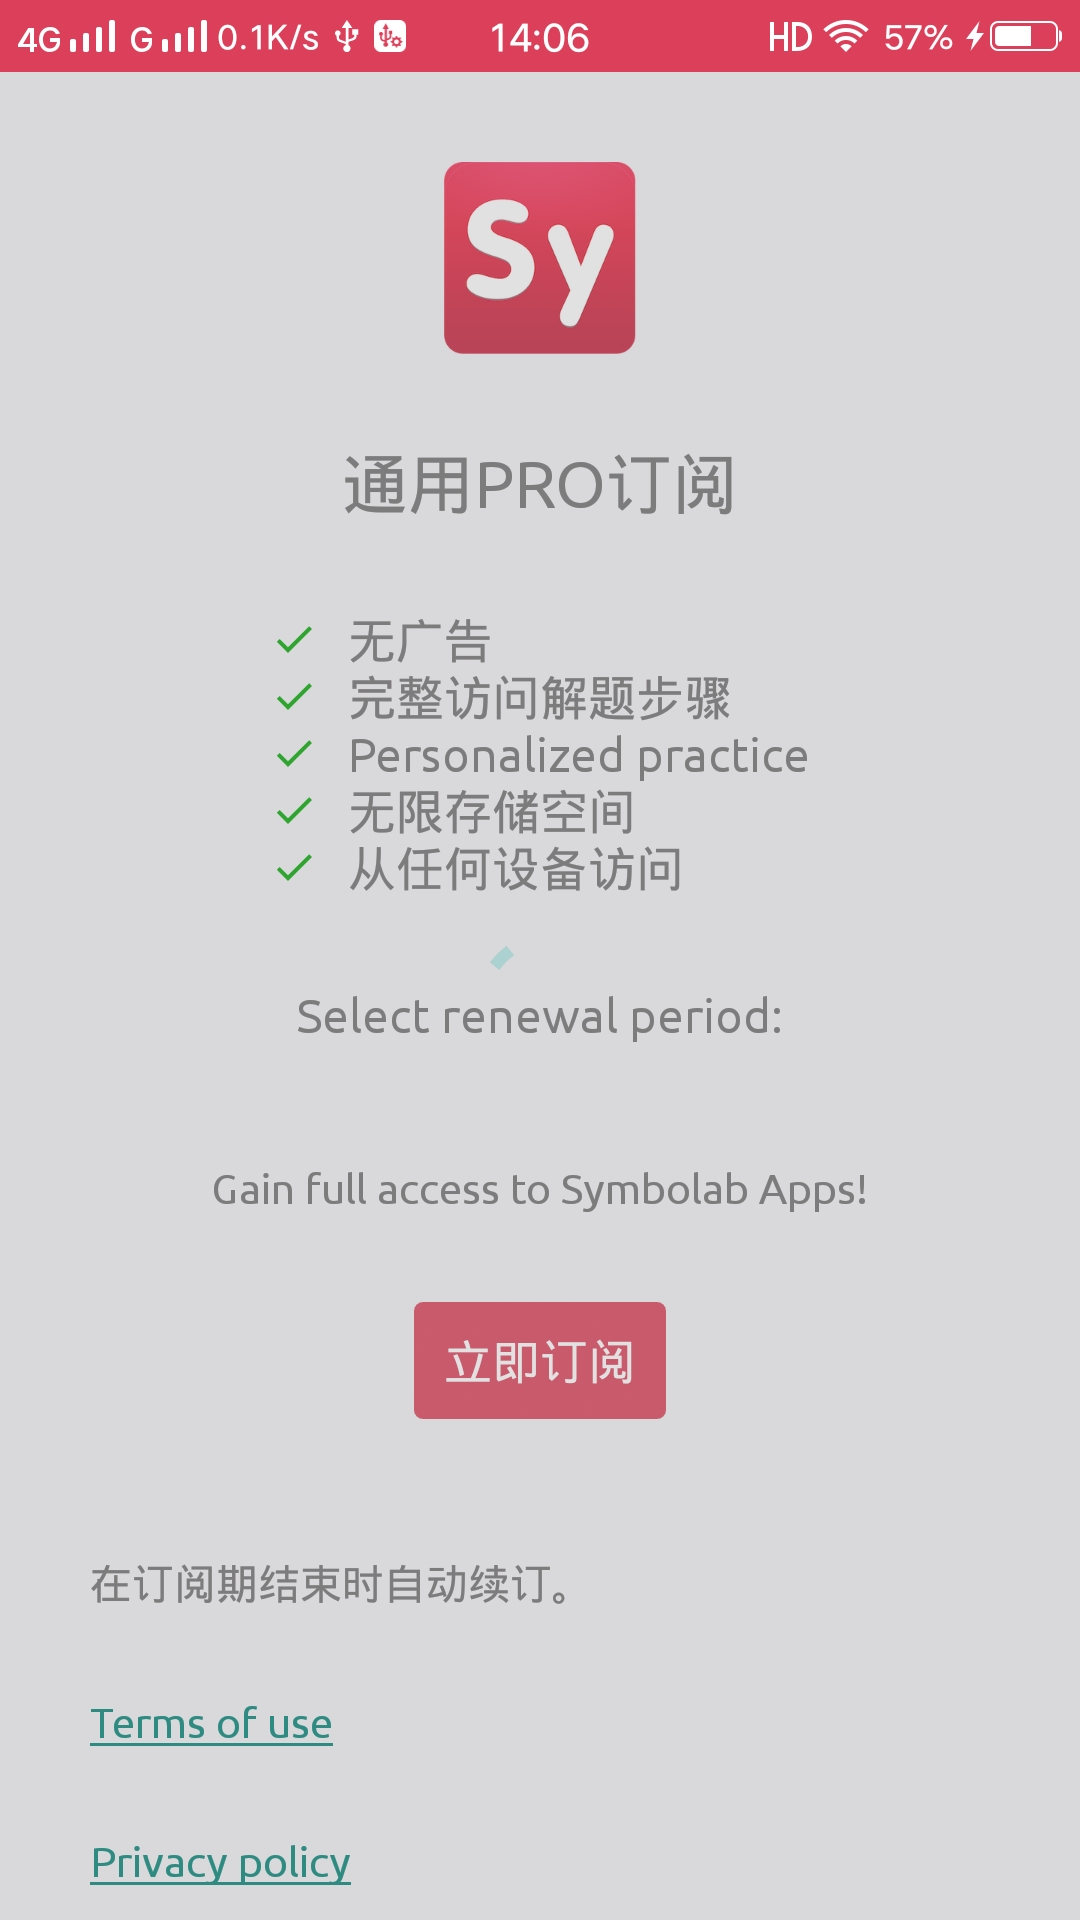 4G G 0.1K/s 14:06 HD 57%
Sy
通用PRO订阅
无广告
完整访问解题步骤
Personalized practice
无限存储空间
从任何设备访问
Select renewal period:
Gain full access to Symbolab Apps!
立即订阅
在订阅期结束时自动续订。
Terms of use
Privacy policy